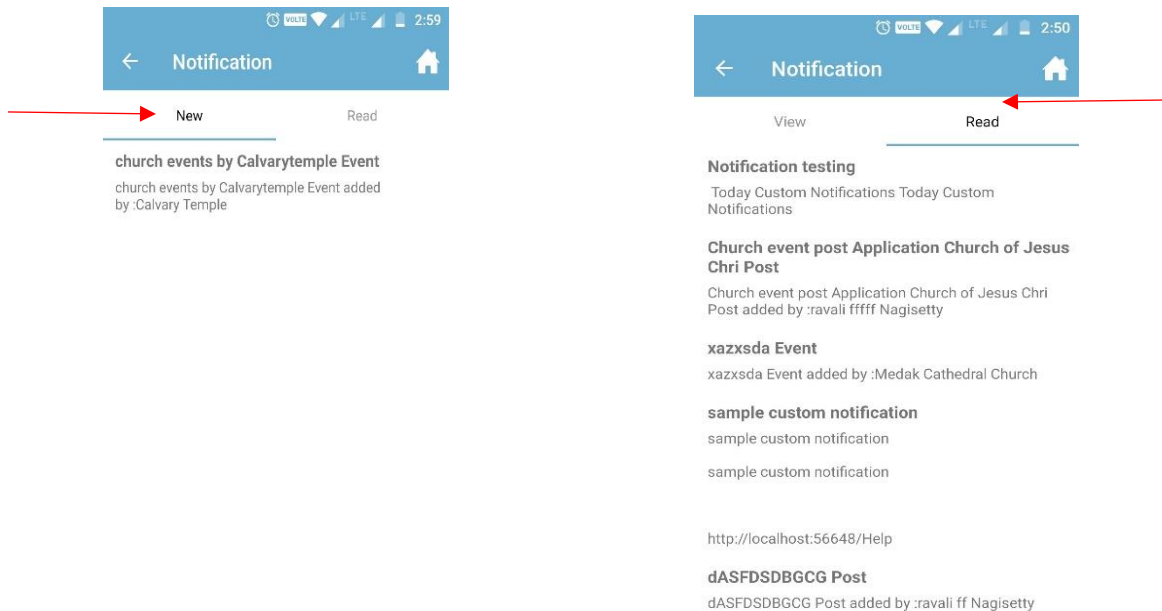 VOLTE LTE 2:59
Notification
New Read
church events by Calvarytemple Event
church events by Calvarytemple Event added
by :Calvary Temple
VOLTE LTE 2:50
Notification
View Read
Notification testing
Today Custom Notifications Today Custom
Notifications
Church event post Application Church of Jesus
Chri Post
Church event post Application Church of Jesus Chri
Post added by :ravali fffff Nagisetty
xazxsda Event
xazxsda Event added by :Medak Cathedral Church
sample custom notification
sample custom notification
sample custom notification
http://localhost:56648/Help
dASFDSDBGCG Post
dASFDSDBGCG Post added by :ravali ff Nagisetty